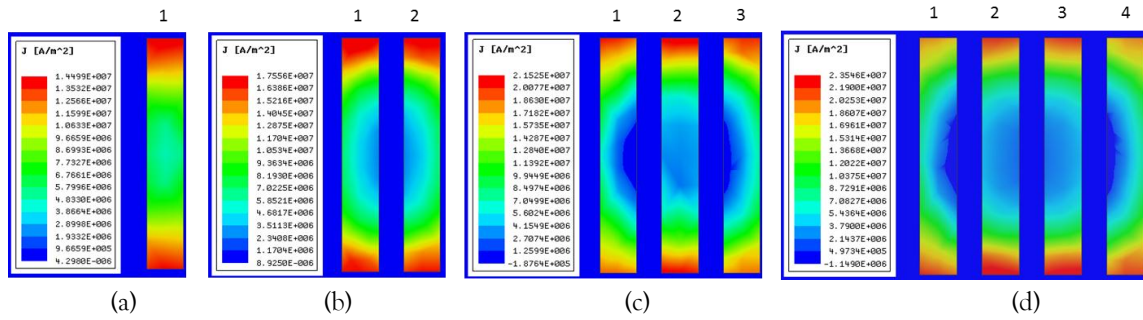 1
J [A/m^2]
1.4499E+007
1.3532E+007
1.2566E+007
1.1599E+007
1.0633E+007
9.6659E+006
8.6993E+006
7.7327E+006
6.7661E+006
5.7996E+006
4.8330E+006
3.8664E+006
2.8998E+006
1.9332E+006
9.6659E+005
4.2980E-006
(a)
1 2
J [A/m^2]
1.7556E+007
1.6386E+007
1.5216E+007
1.4045E+007
1.2875E+007
1.1704E+007
1.0534E+007
9.3634E+006
8.1930E+006
7.0225E+006
5.8521E+006
4.6817E+006
3.5113E+006
2.3408E+006
1.1704E+006
8.9250E-006
(b)
1 2 3
J [A/m^2]
2.1525E+007
2.0077E+007
1.8630E+007
1.7182E+007
1.5735E+007
1.4287E+007
1.2840E+007
1.1392E+007
9.9449E+006
8.4974E+006
7.0499E+006
5.6024E+006
4.1549E+006
2.7074E+006
1.2599E+006
-1.8764E+005
(c)
1 2 3 4
J [A/m^2]
2.3546E+007
2.1900E+007
2.0253E+007
1.8607E+007
1.6961E+007
1.5314E+007
1.3668E+007
1.2022E+007
1.0375E+007
8.7291E+006
7.0827E+006
5.4364E+006
3.7900E+006
2.1437E+006
4.9734E+005
-1.1490E+006
(d)